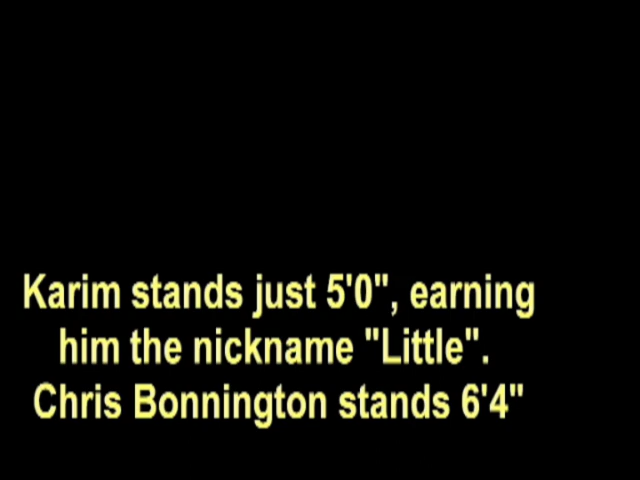 Karim stands just 5'0", earning
him the nickname "Little".
Chris Bonnington stands 6'4"